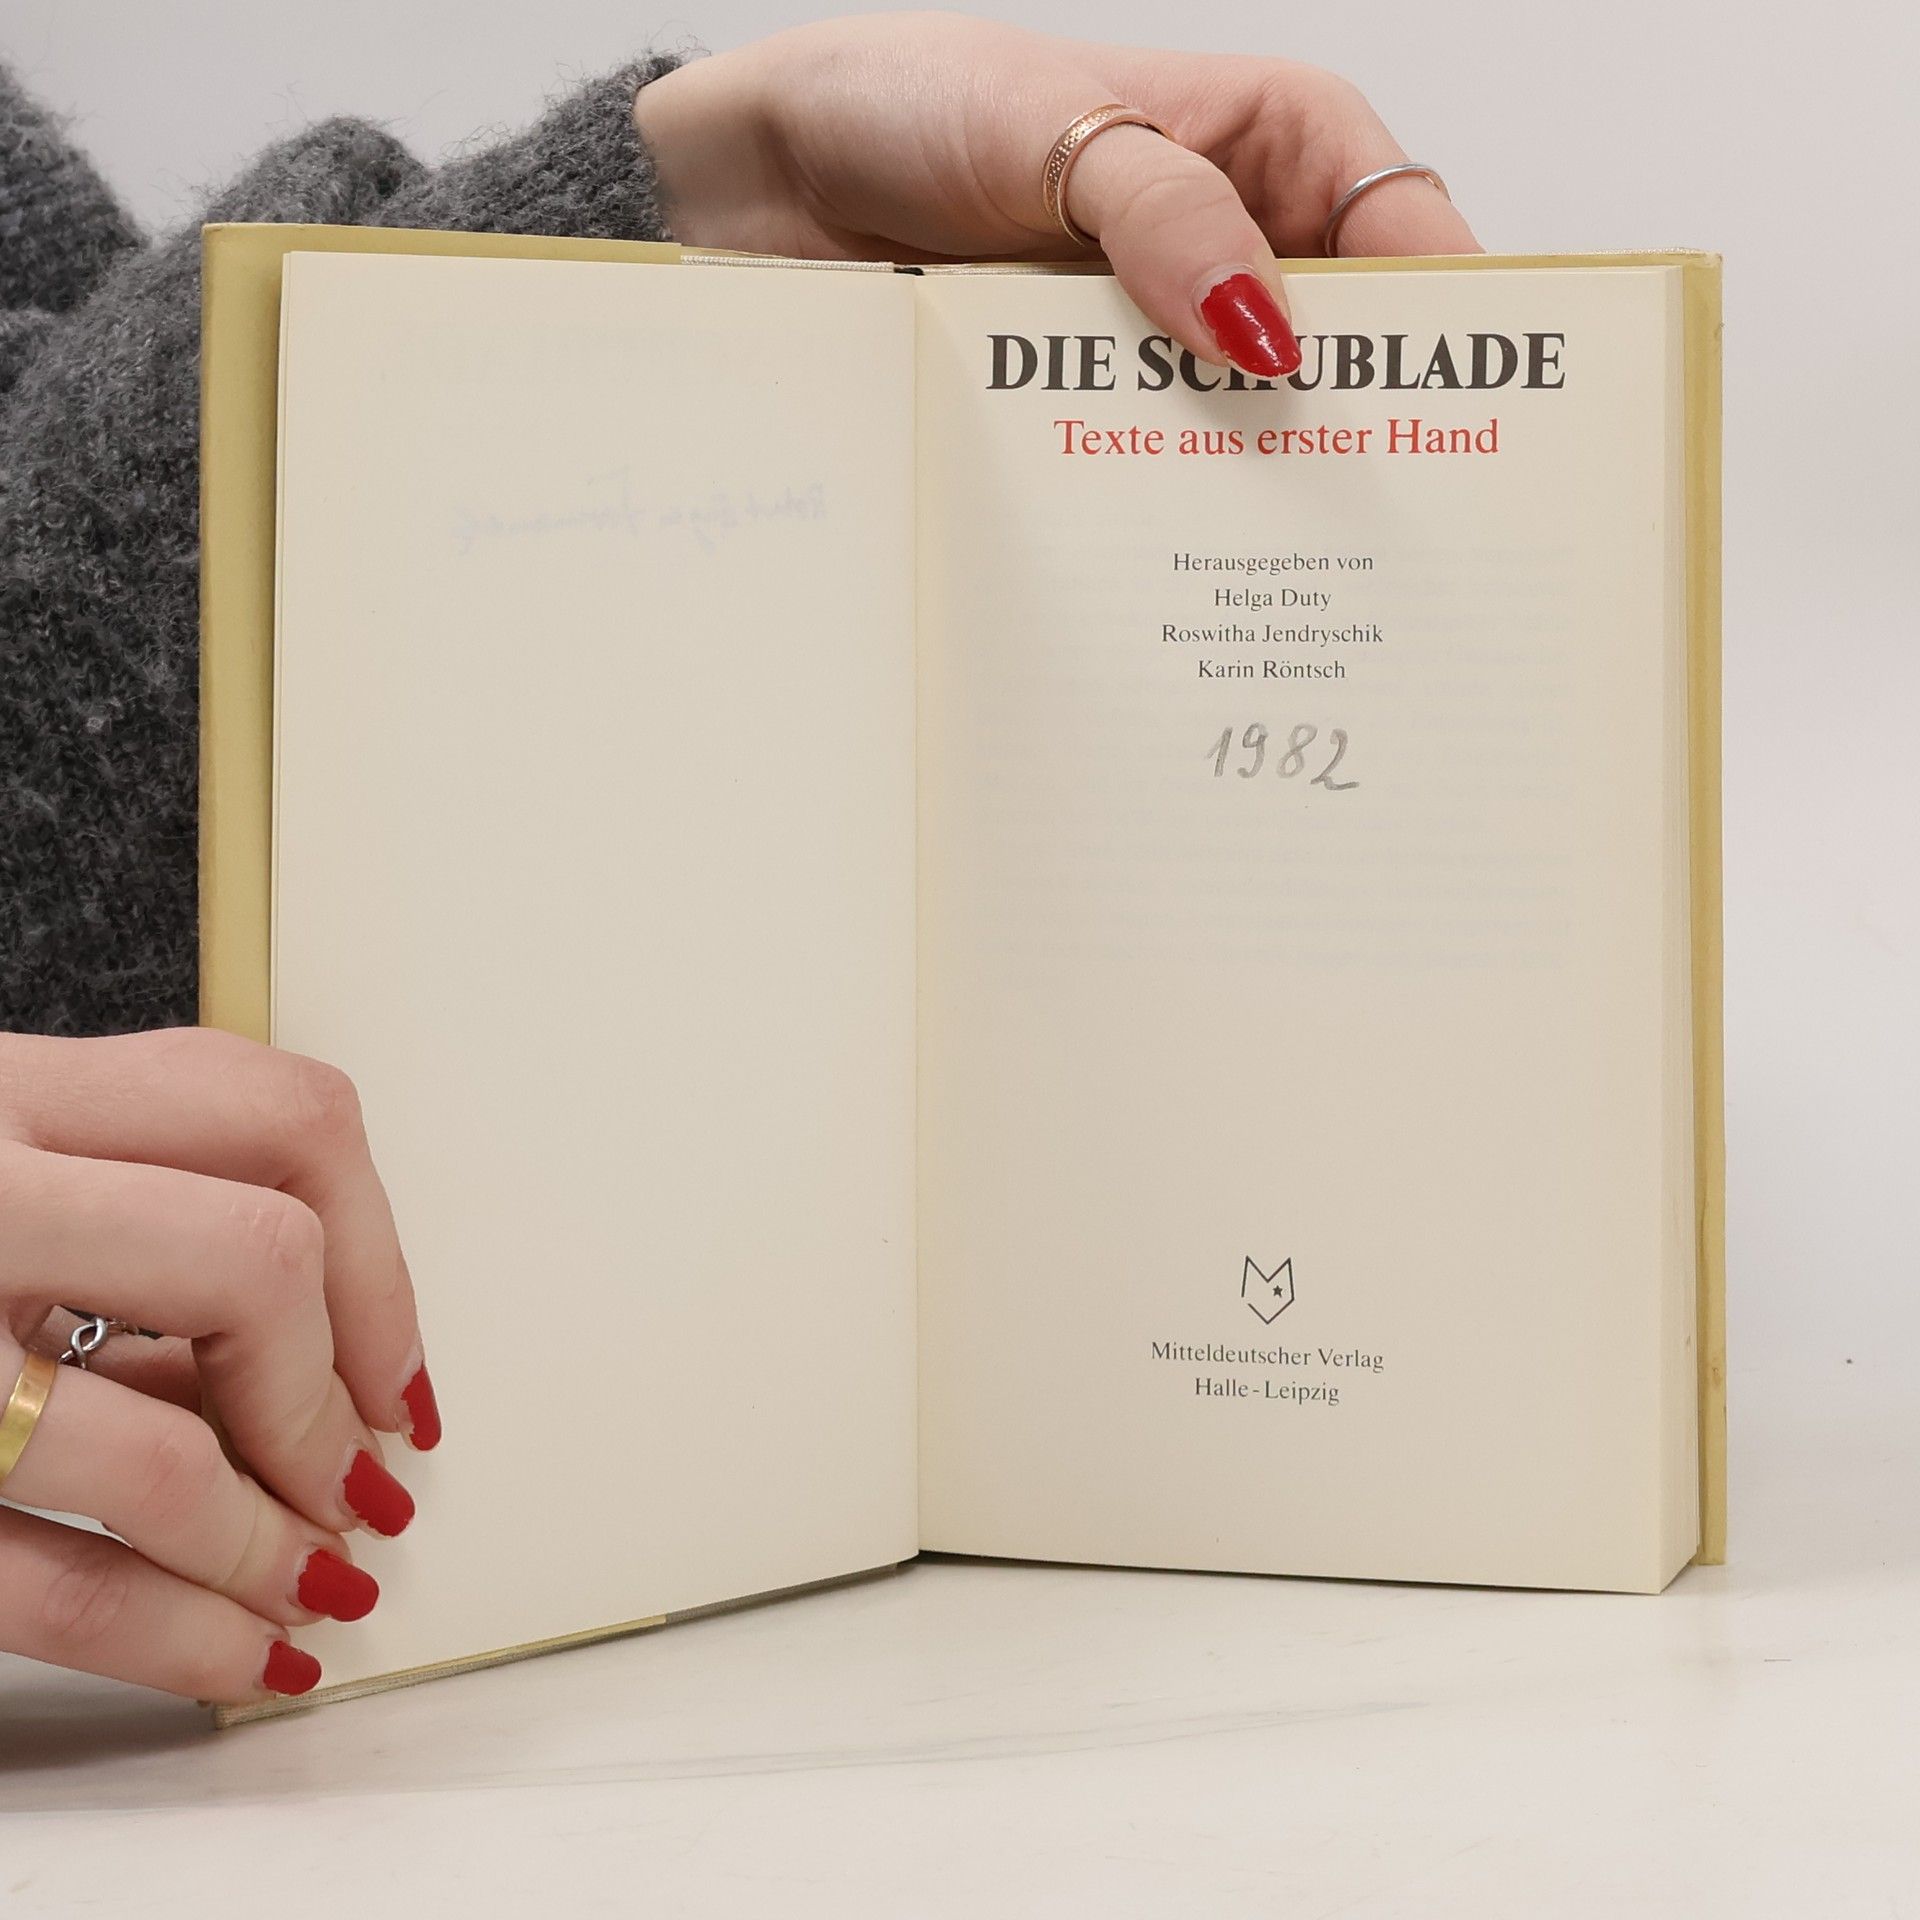 DIE SCHUBLADE
Texte aus erster Hand
Herausgegeben von
Helga Duty
Roswitha Jendryschik
Karin Röntsch
1982
Mitteldeutscher Verlag
Halle-Leipzig